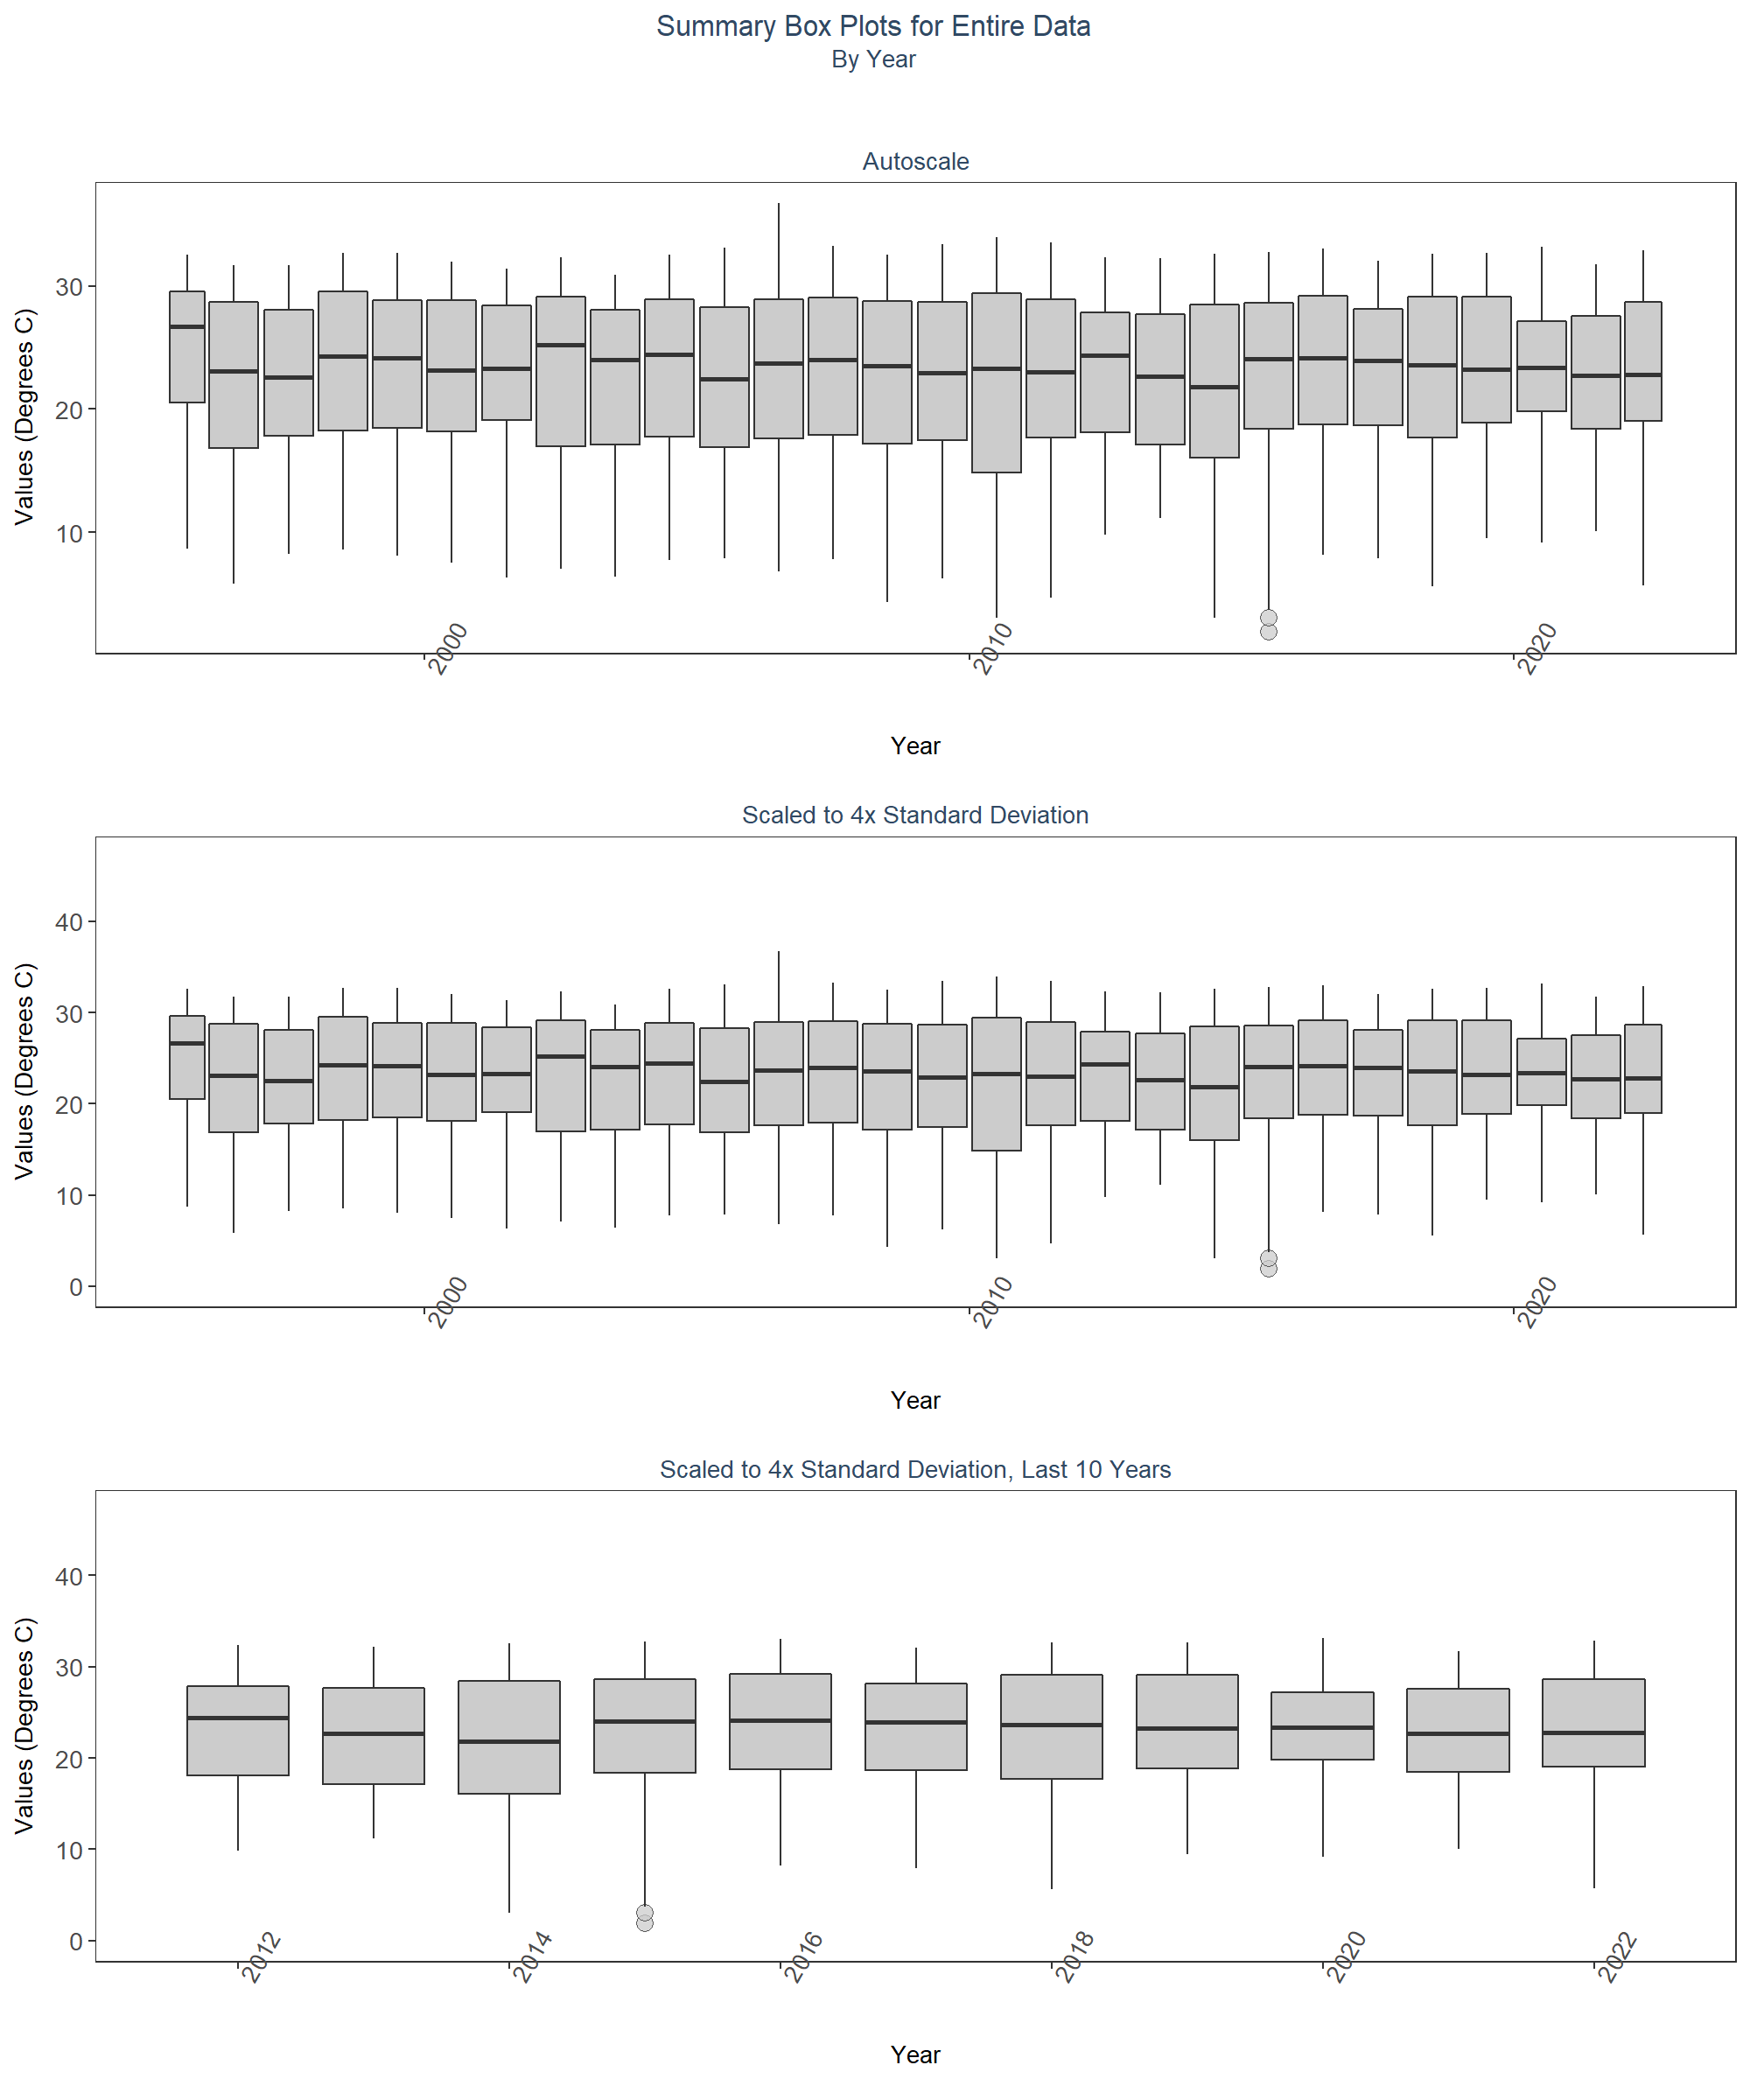 Summary Box Plots for Entire Data
By Year
Autoscale
Values (Degrees C)
30
20
10
2000
2010
2020
Year
Scaled to 4x Standard Deviation
Values (Degrees C)
40
30
20
10
0
2000
2010
2020
Year
Scaled to 4x Standard Deviation, Last 10 Years
Values (Degrees C)
40
30
20
10
0
2012
2014
2016
2018
2020
2022
Year